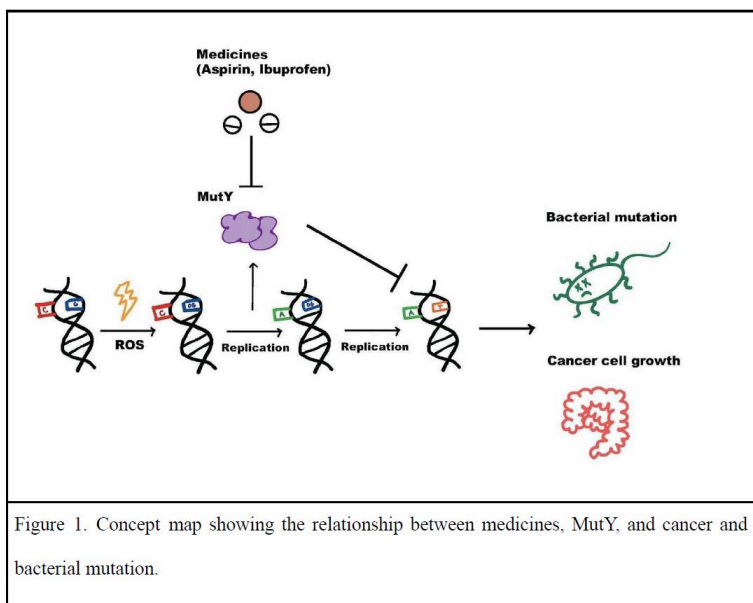 Medicines
(Aspirin, Ibuprofen)
MutY
Bacterial mutation
C G
C OG
A OG
A T
ROS
Replication
Replication
Cancer cell growth
Figure 1. Concept map showing the relationship between medicines, MutY, and cancer and
bacterial mutation.